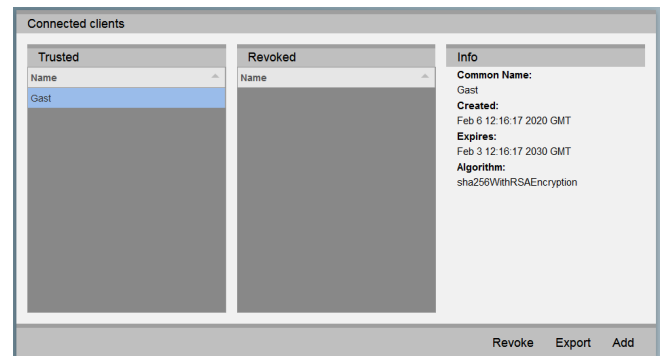 Connected clients
Trusted
Name
Gast
Revoked
Name
Info
Common Name:
Gast
Created:
Feb 6 12:16:17 2020 GMT
Expires:
Feb 3 12:16:17 2030 GMT
Algorithm:
sha256WithRSAEncryption
Revoke Export Add